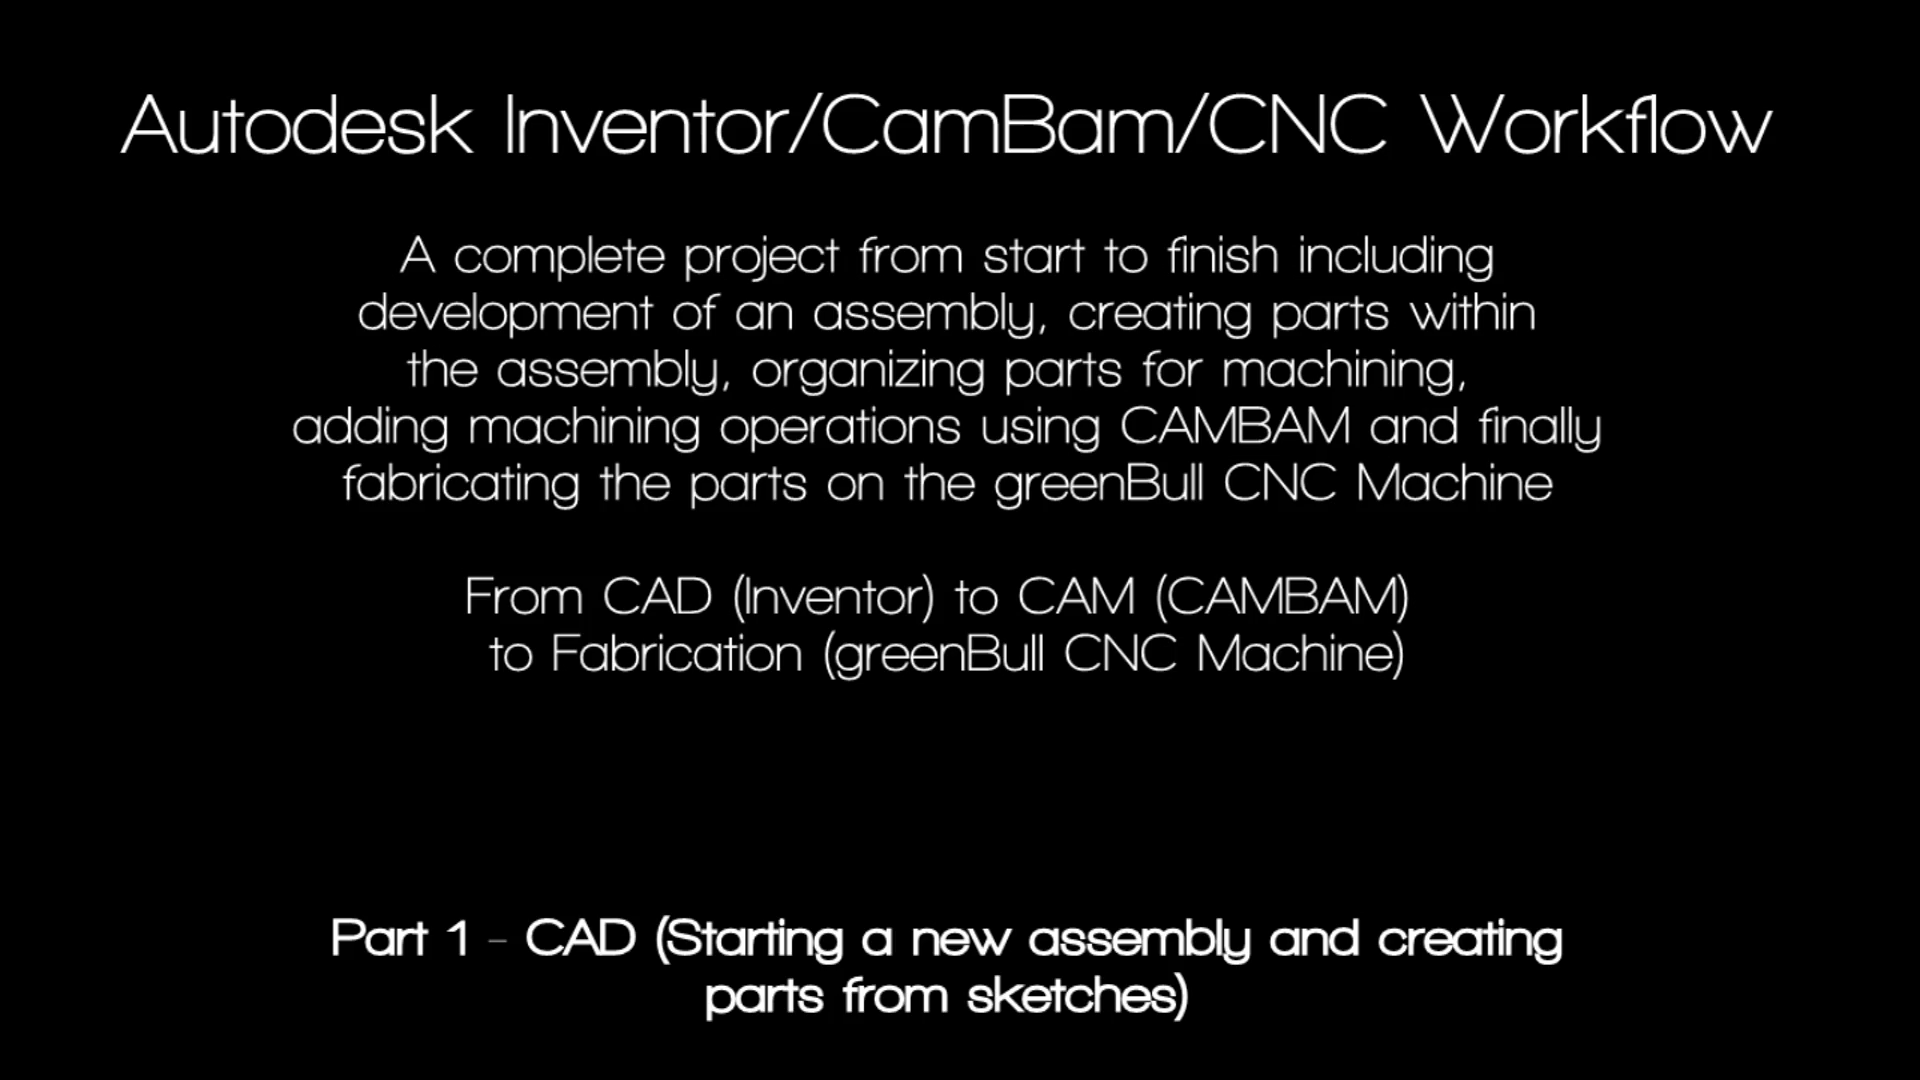 Autodesk Inventor/CamBam/CNC Workflow
A complete project from start to finish including
development of an assembly, creating parts within
the assembly, organizing parts for machining,
adding machining operations using CAMBAM and finally
fabricating the parts on the greenBull CNC Machine
From CAD (Inventor) to CAM (CAMBAM)
to Fabrication (greenBull CNC Machine)
Part 1 - CAD (Starting a new assembly and creating
parts from sketches)